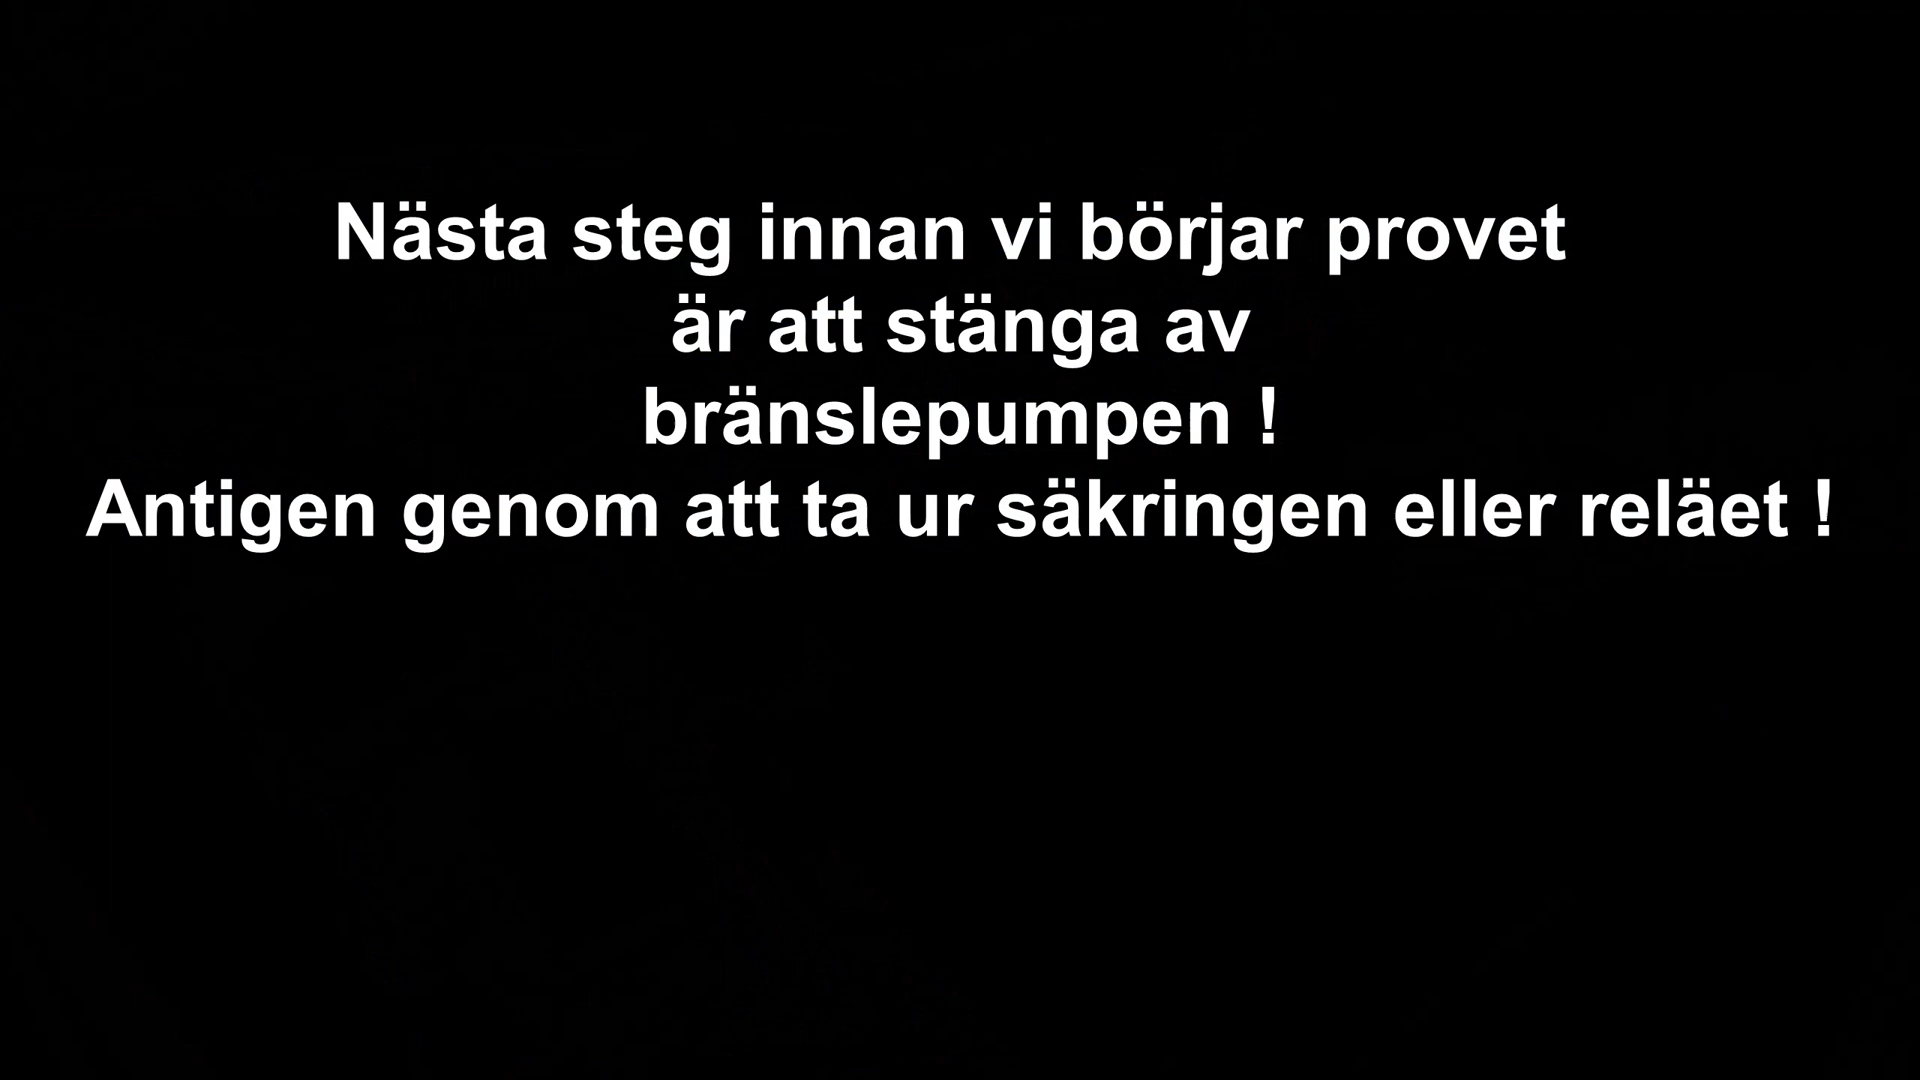 Nästa steg innan vi börjar provet
är att stänga av
bränslepumpen !
Antigen genom att ta ur säkringen eller reläet !